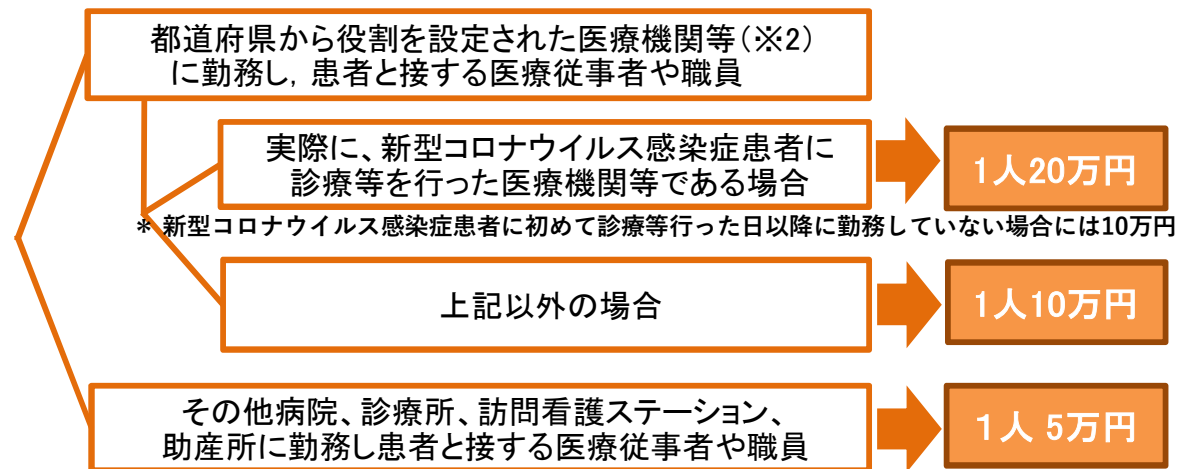 都道府県から役割を設定された医療機関等(※2)
に勤務し，患者と接する医療従事者や職員
実際に、新型コロナウイルス感染症患者に
診療等を行った医療機関等である場合
1人20万円
* 新型コロナウイルス感染症患者に初めて診療等行った日以降に勤務していない場合には10万円
上記以外の場合
1人10万円
その他病院、診療所、訪問看護ステーション、
助産所に勤務し患者と接する医療従事者や職員
1人 5万円